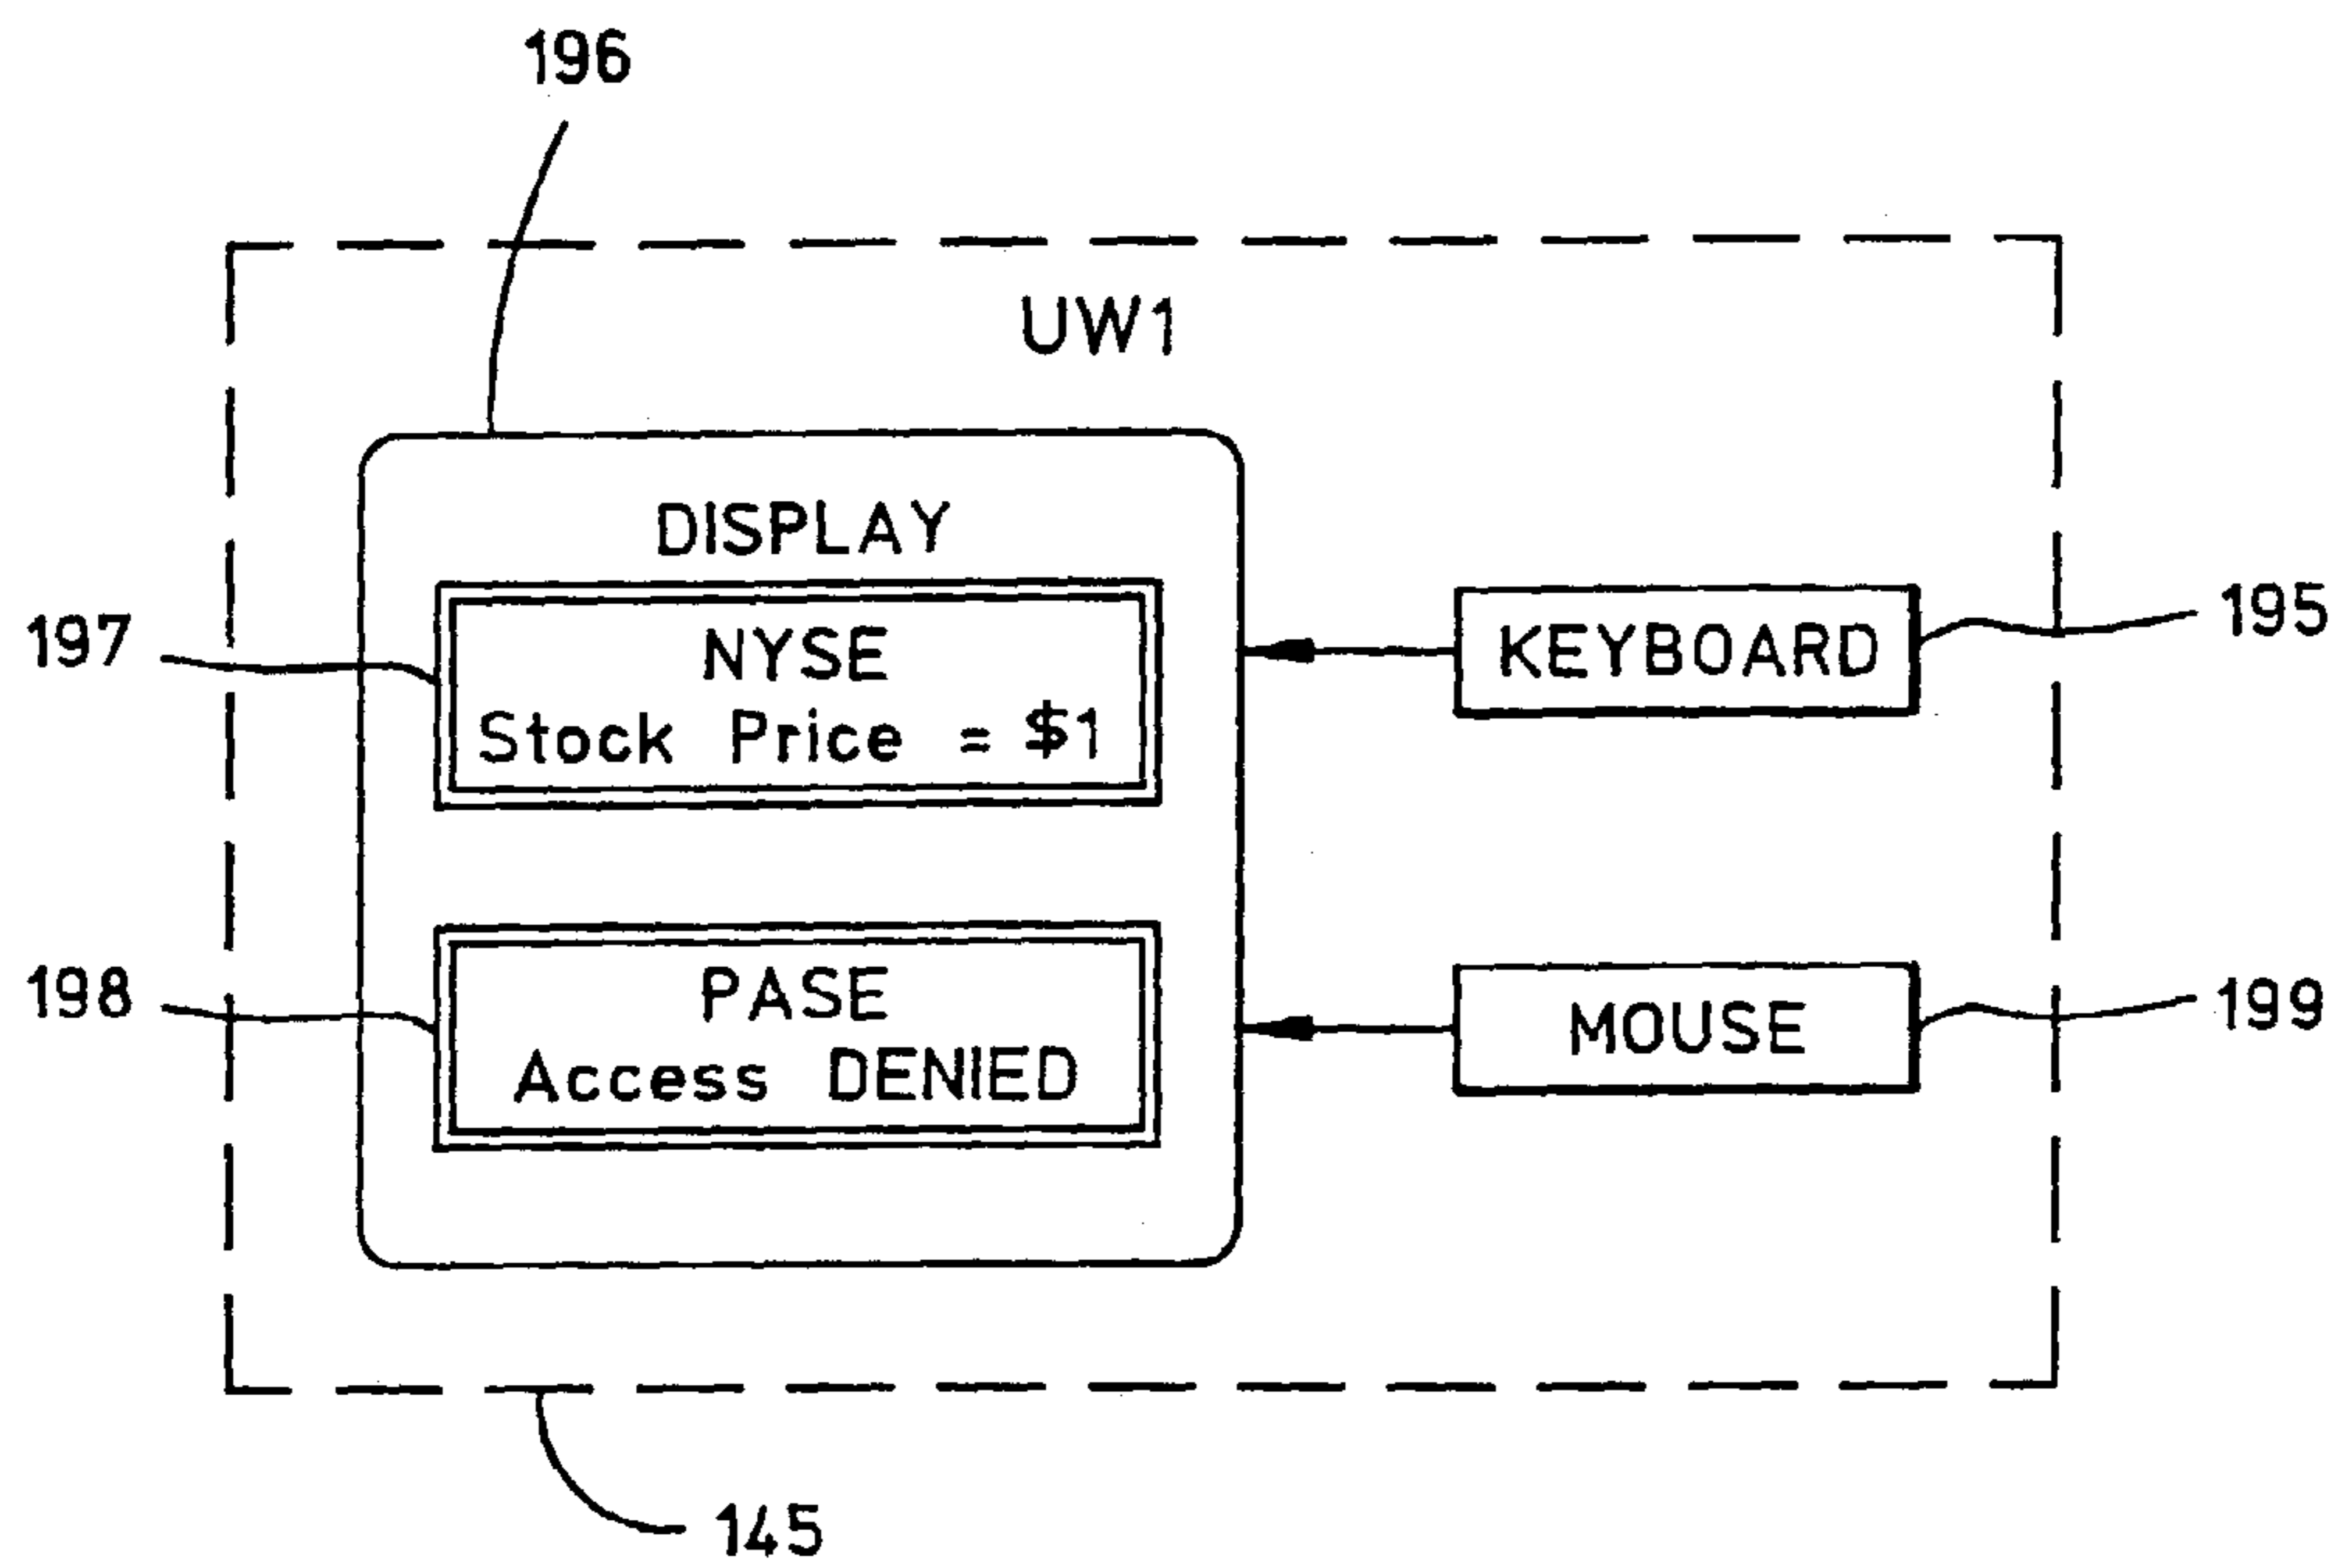 196
UW1
DISPLAY
197
NYSE
Stock Price = $1
KEYBOARD
195
198
PASE
Access DENIED
MOUSE
199
145